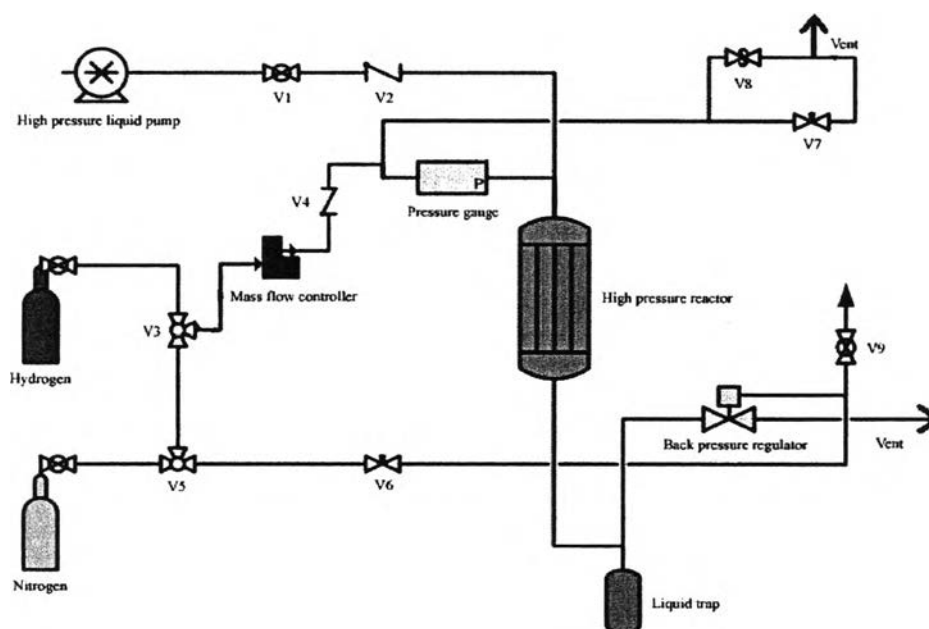 Vent
V8
V1
V2
High pressure liquid pump
V7
V4
P
Pressure gauge
Mass flow controller
High pressure reactor
V3
V9
Hydrogen
Back pressure regulator
Vent
V5
V6
Nitrogen
Liquid trap